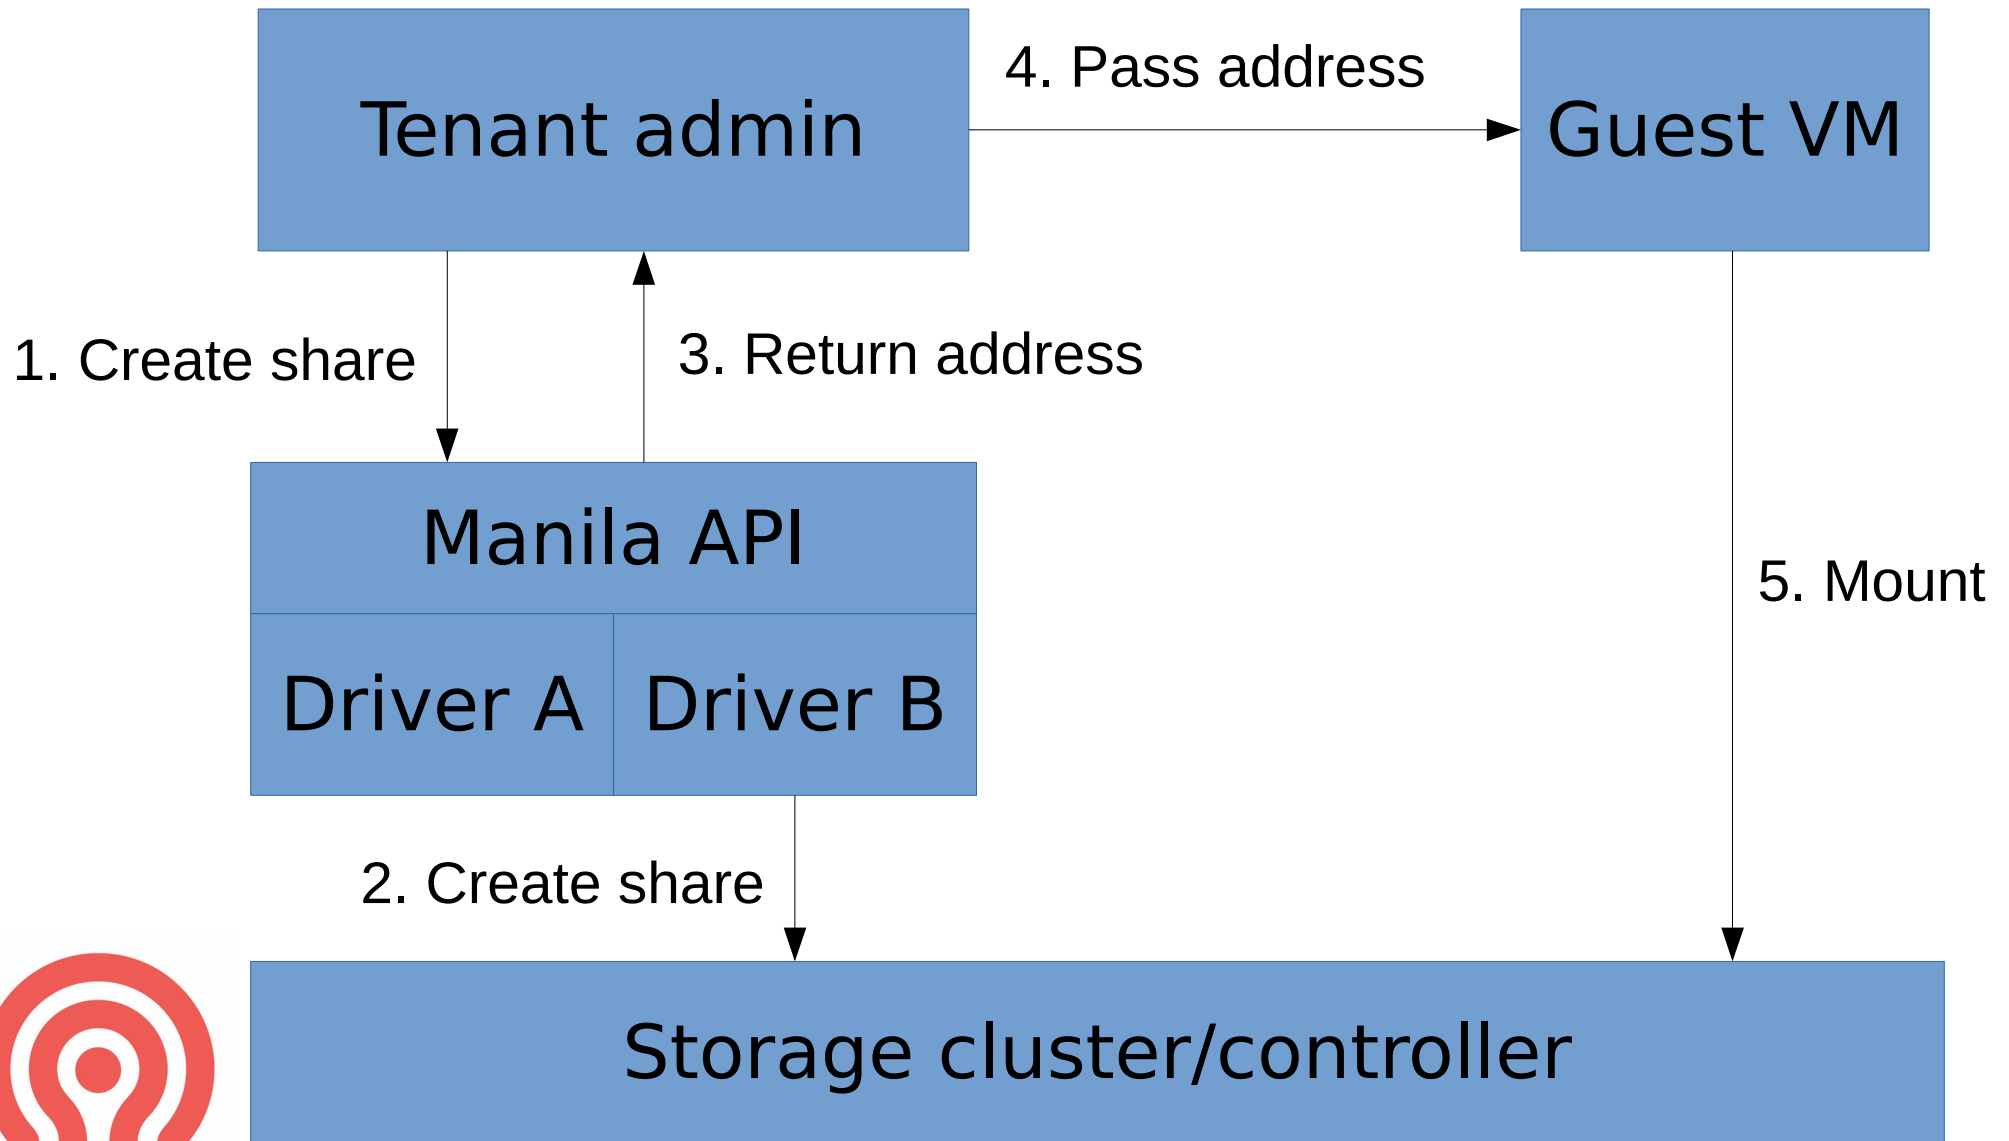 Tenant admin
4. Pass address
Guest VM
1. Create share
3. Return address
Manila API
Driver A
Driver B
5. Mount
2. Create share
Storage cluster/controller